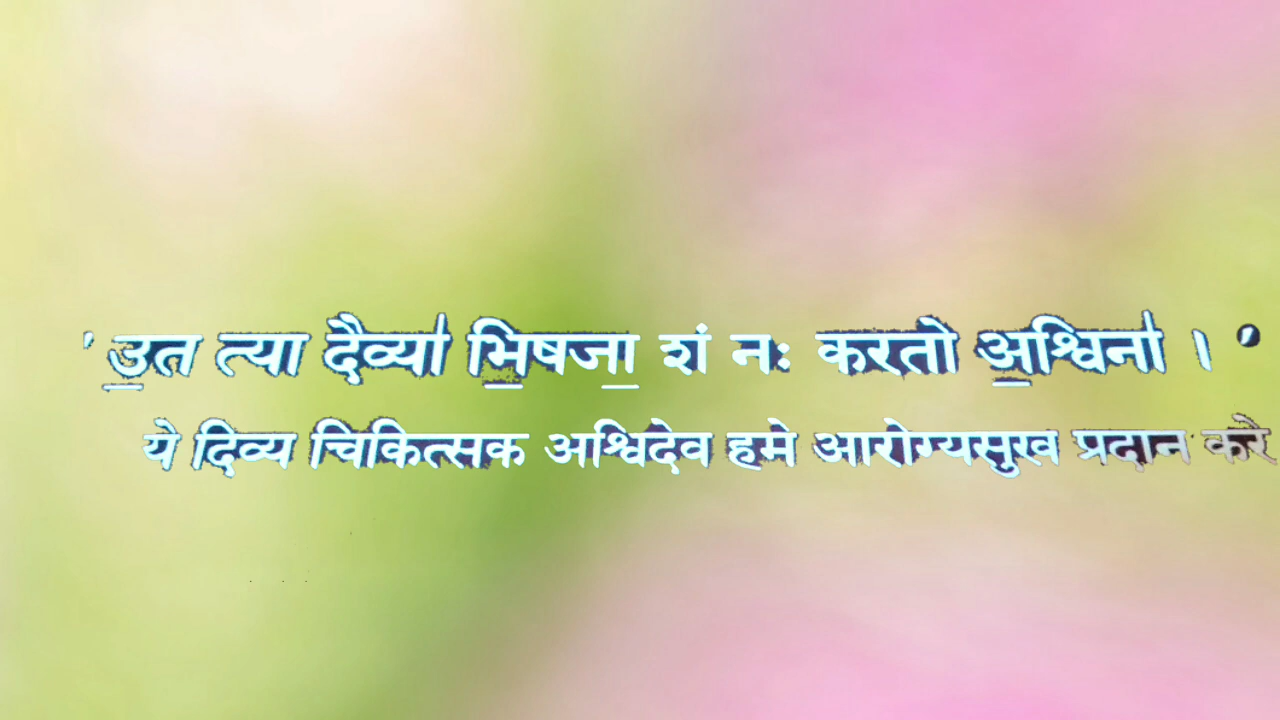 ' उ॒त त्या दैव्या॑ भि॒षजा॒ शं नः करतो अ॒श्विना॑ । '
ये दिव्य चिकित्सक अश्विदेव हमे आरोग्यसुख प्रदान करे